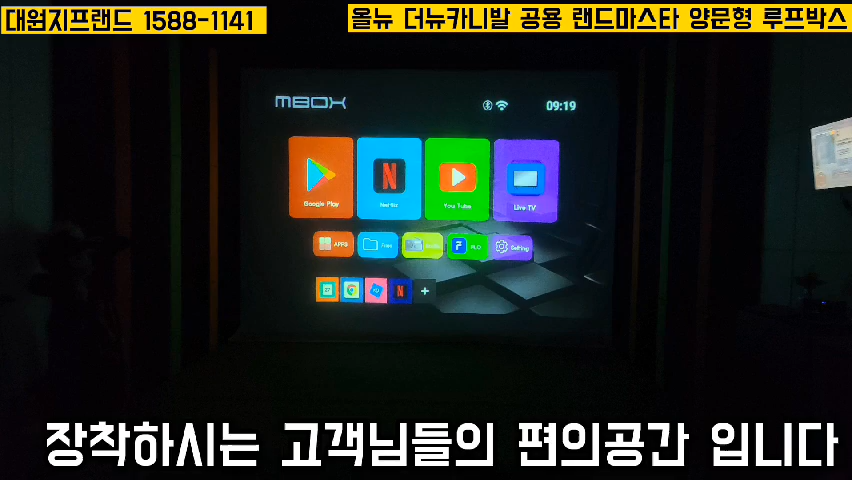 대원지프랜드 1588-1141
올뉴 더뉴카니발 공용 랜드마스타 양문형 루프박스
MBOX
09:19
Google Play
Netflix
You Tube
Live TV
APPS
Files
Setting
장착하시는 고객님들의 편의공간 입니다